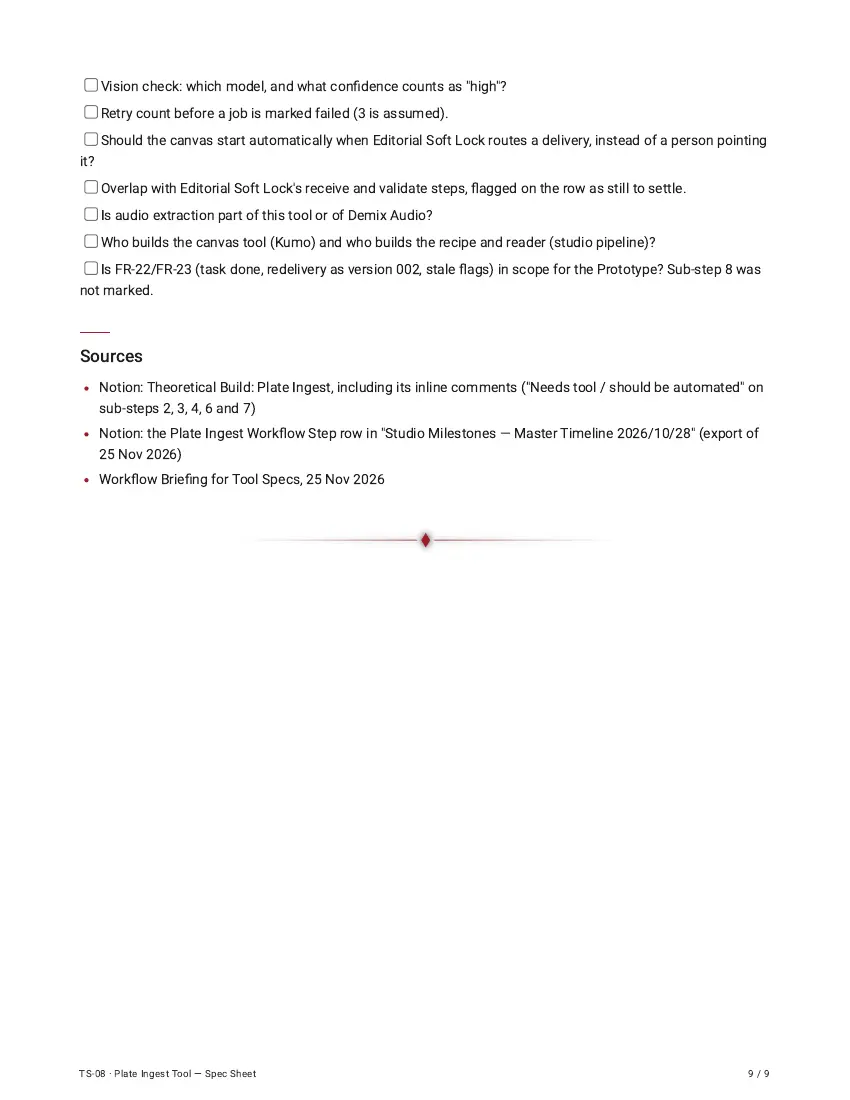 Vision check: which model, and what confidence counts as "high"?
Retry count before a job is marked failed (3 is assumed).
Should the canvas start automatically when Editorial Soft Lock routes a delivery, instead of a person pointing
it?
Overlap with Editorial Soft Lock's receive and validate steps, flagged on the row as still to settle.
Is audio extraction part of this tool or of Demix Audio?
Who builds the canvas tool (Kumo) and who builds the recipe and reader (studio pipeline)?
Is FR-22/FR-23 (task done, redelivery as version 002, stale flags) in scope for the Prototype? Sub-step 8 was
not marked.
Sources
• Notion: Theoretical Build: Plate Ingest, including its inline comments ("Needs tool / should be automated" on
sub-steps 2, 3, 4, 6 and 7)
• Notion: the Plate Ingest Workflow Step row in "Studio Milestones — Master Timeline 2026/10/28" (export of
25 Nov 2026)
• Workflow Briefing for Tool Specs, 25 Nov 2026
TS-08 · Plate Ingest Tool — Spec Sheet
9 / 9